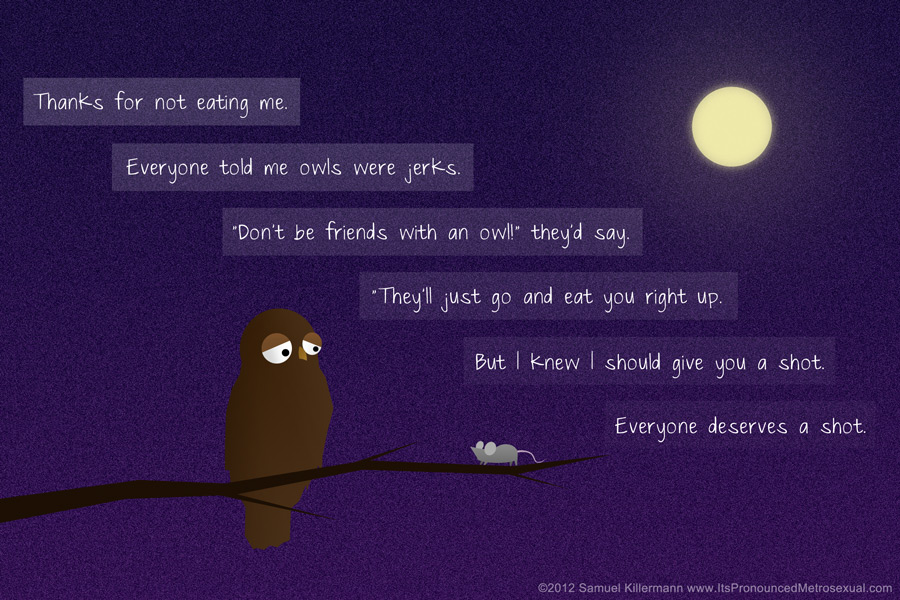 Thanks for not eating me.
Everyone told me owls were jerks.
"Don't be friends with an owl!" they'd say.
"They'll just go and eat you right up.
But I knew I should give you a shot.
Everyone deserves a shot.
©2012 Samuel Killermann www.ItsPronouncedMetrosexual.com